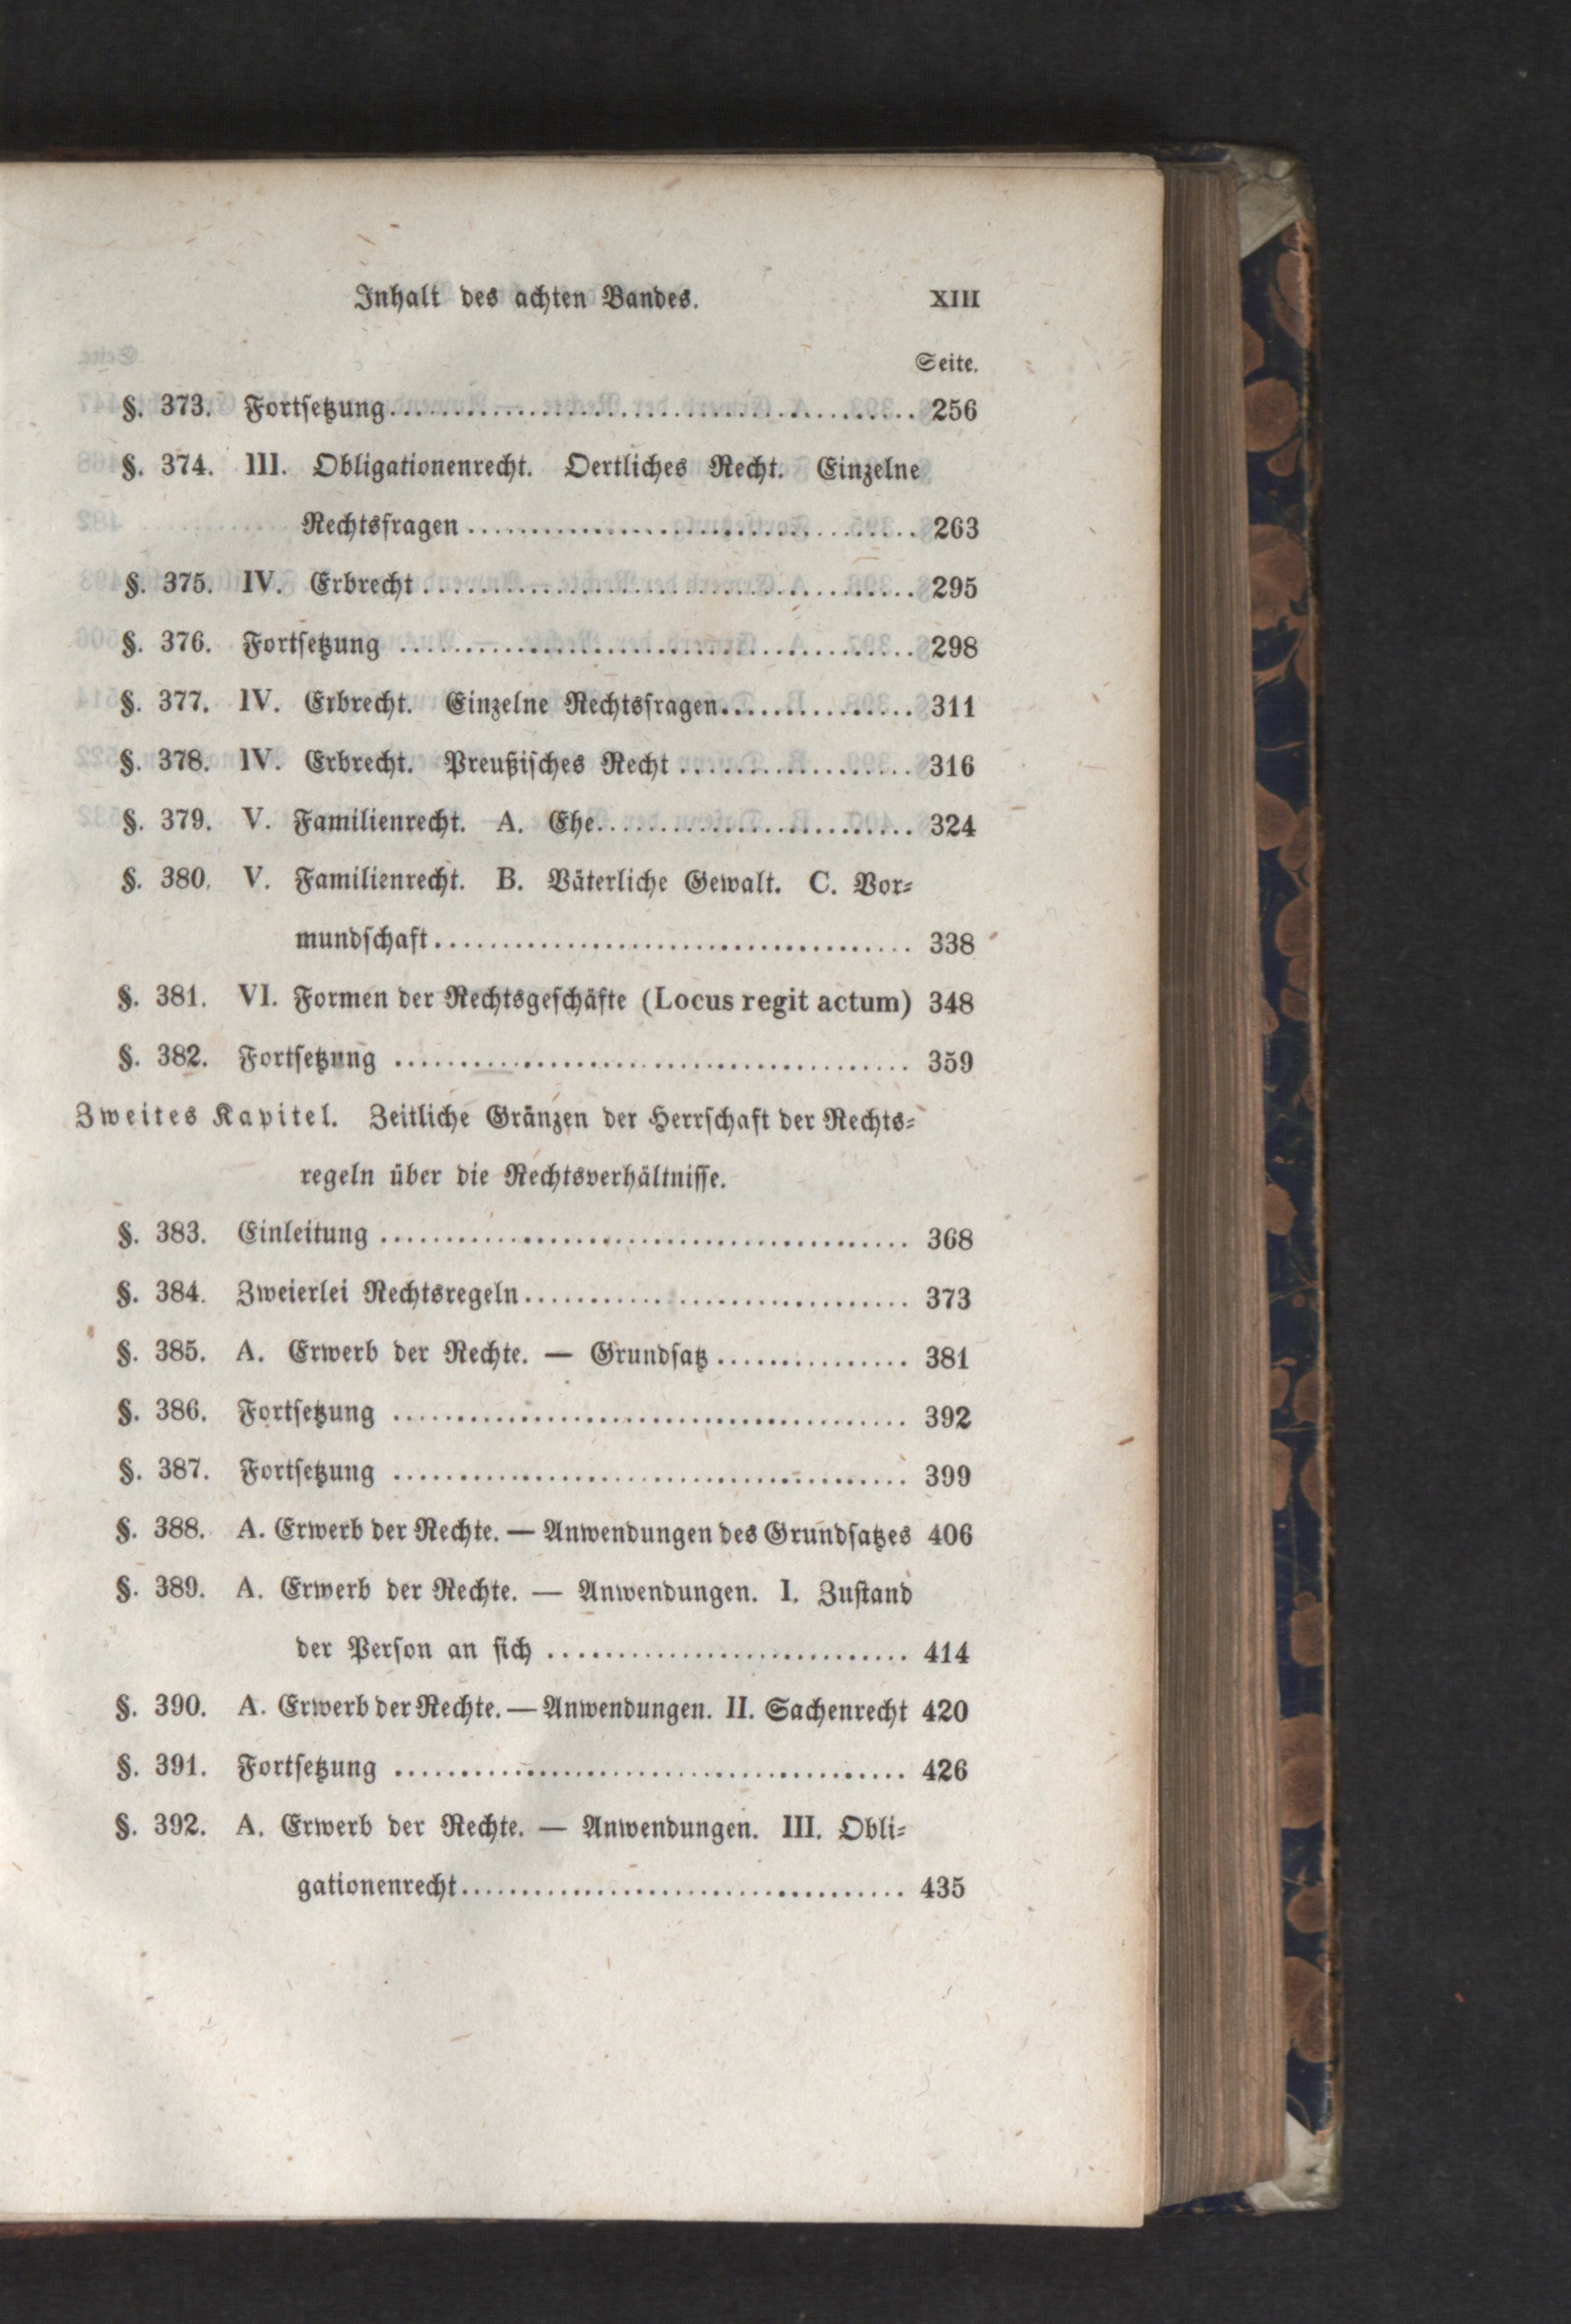 Inhalt des achten Bandes. XIII
Seite.
§. 373. Fortsetzung........................................ 256
§. 374. III. Obligationenrecht. Oertliches Recht. Einzelne
Rechtsfragen .................................. 263
§. 375. IV. Erbrecht ..................................... 295
§. 376. Fortsetzung ....................................... 298
§. 377. IV. Erbrecht. Einzelne Rechtsfragen............... 311
§. 378. IV. Erbrecht. Preußisches Recht .................. 316
§. 379. V. Familienrecht. A. Ehe........................ 324
§. 380. V. Familienrecht. B. Väterliche Gewalt. C. Vor-
mundschaft.................................... 338
§. 381. VI. Formen der Rechtsgeschäfte (Locus regit actum) 348
§. 382. Fortsetzung ....................................... 359
Zweites Kapitel. Zeitliche Gränzen der Herrschaft der Rechts-
regeln über die Rechtsverhältnisse.
§. 383. Einleitung ........................................ 368
§. 384. Zweierlei Rechtsregeln............................. 373
§. 385. A. Erwerb der Rechte. — Grundsatz............... 381
§. 386. Fortsetzung ....................................... 392
§. 387. Fortsetzung ....................................... 399
§. 388. A. Erwerb der Rechte. — Anwendungen des Grundsatzes 406
§. 389. A. Erwerb der Rechte. — Anwendungen. I. Zustand
der Person an sich ........................... 414
§. 390. A. Erwerb der Rechte. — Anwendungen. II. Sachenrecht 420
§. 391. Fortsetzung ....................................... 426
§. 392. A. Erwerb der Rechte. — Anwendungen. III. Obli-
gationenrecht.................................. 435